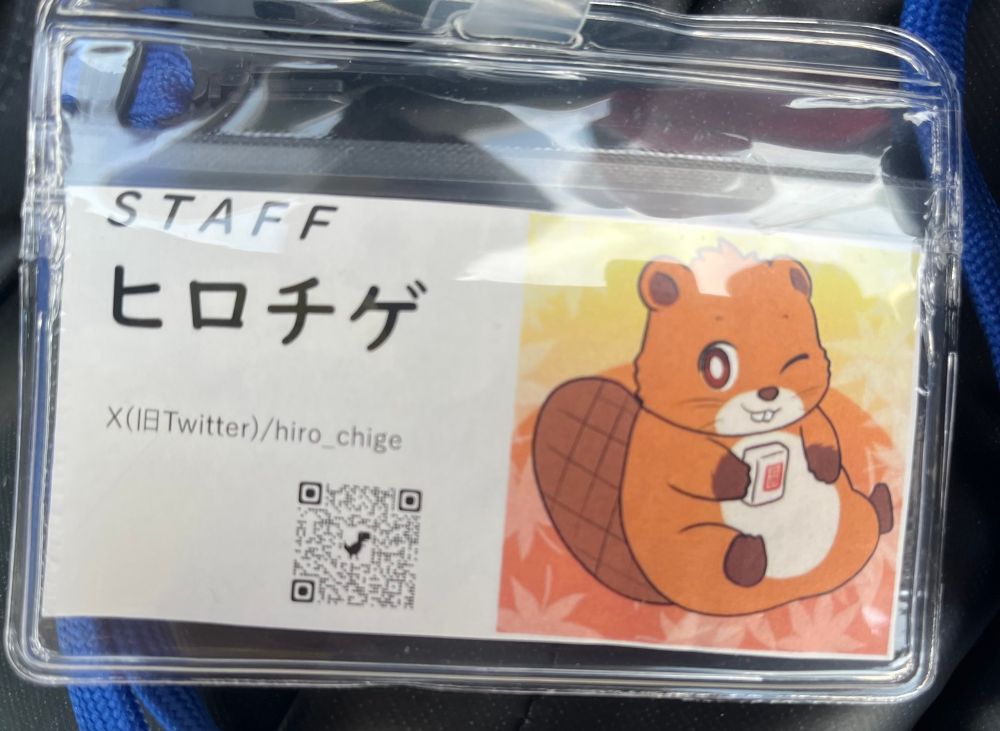 STAFF
ヒロチゲ
X(旧Twitter)/hiro_chige